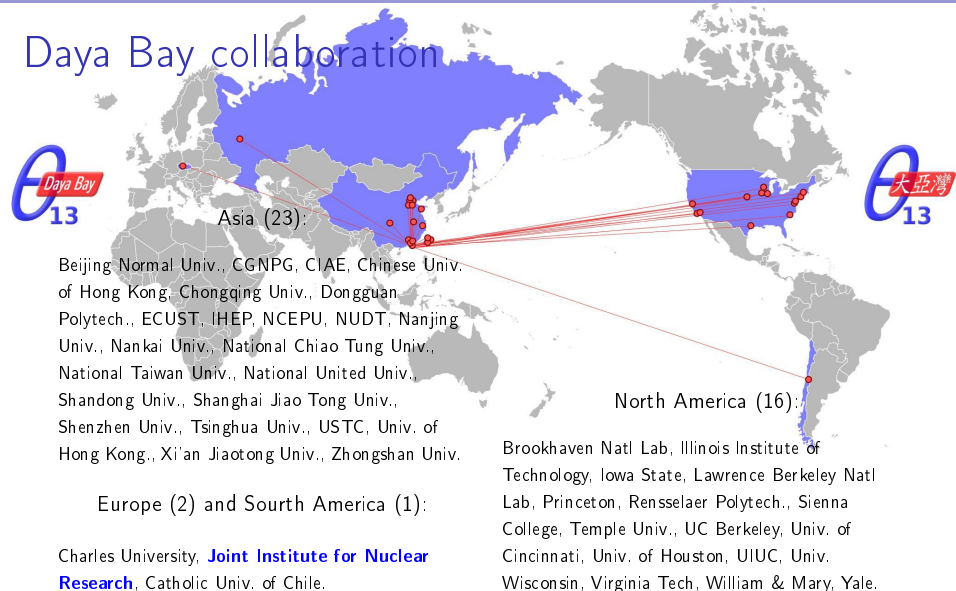 Daya Bay collaboration
θ
Daya Bay
13
θ
大亞灣
13
Asia (23):
Beijing Normal Univ., CGNPG, CIAE, Chinese Univ.
of Hong Kong, Chongqing Univ., Dongguan
Polytech., ECUST, IHEP, NCEPU, NUDT, Nanjing
Univ., Nankai Univ., National Chiao Tung Univ.,
National Taiwan Univ., National United Univ.,
Shandong Univ., Shanghai Jiao Tong Univ.,
Shenzhen Univ., Tsinghua Univ., USTC, Univ. of
Hong Kong., Xi'an Jiaotong Univ., Zhongshan Univ.
Europe (2) and Sourth America (1):
Charles University, Joint Institute for Nuclear
Research, Catholic Univ. of Chile.
North America (16):
Brookhaven Natl Lab, Illinois Institute of
Technology, Iowa State, Lawrence Berkeley Natl
Lab, Princeton, Rensselaer Polytech., Sienna
College, Temple Univ., UC Berkeley, Univ. of
Cincinnati, Univ. of Houston, UIUC, Univ.
Wisconsin, Virginia Tech, William & Mary, Yale.